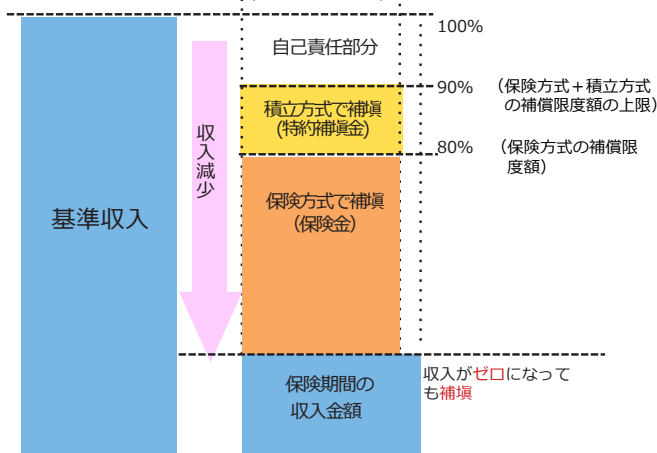 100%
自己責任部分
90%
(保険方式+積立方式
の補償限度額の上限)
積立方式で補塡
(特約補塡金)
80%
(保険方式の補償限
度額)
収入減少
基準収入
保険方式で補塡
(保険金)
収入がゼロになって
も補塡
保険期間の
収入金額